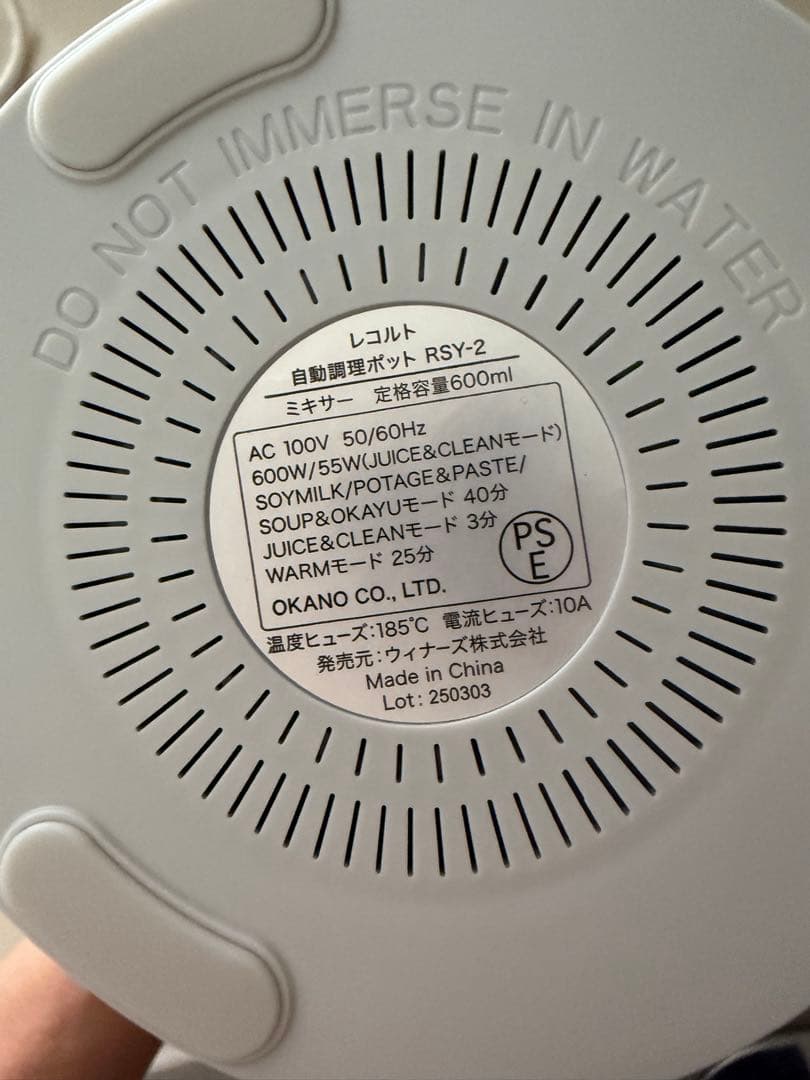 DO NOT IMMERSE IN WATER
レコルト
自動調理ポット RSY-2
ミキサー 定格容量600ml
AC 100V 50/60Hz
600W/55W(JUICE&CLEANモード)
SOYMILK/POTAGE&PASTE/
SOUP&OKAYUモード 40分
JUICE&CLEANモード 3分
WARMモード 25分
PS
E
OKANO CO., LTD.
温度ヒューズ:185℃ 電流ヒューズ:10A
発売元:ウィナーズ株式会社
Made in China
Lot: 250303